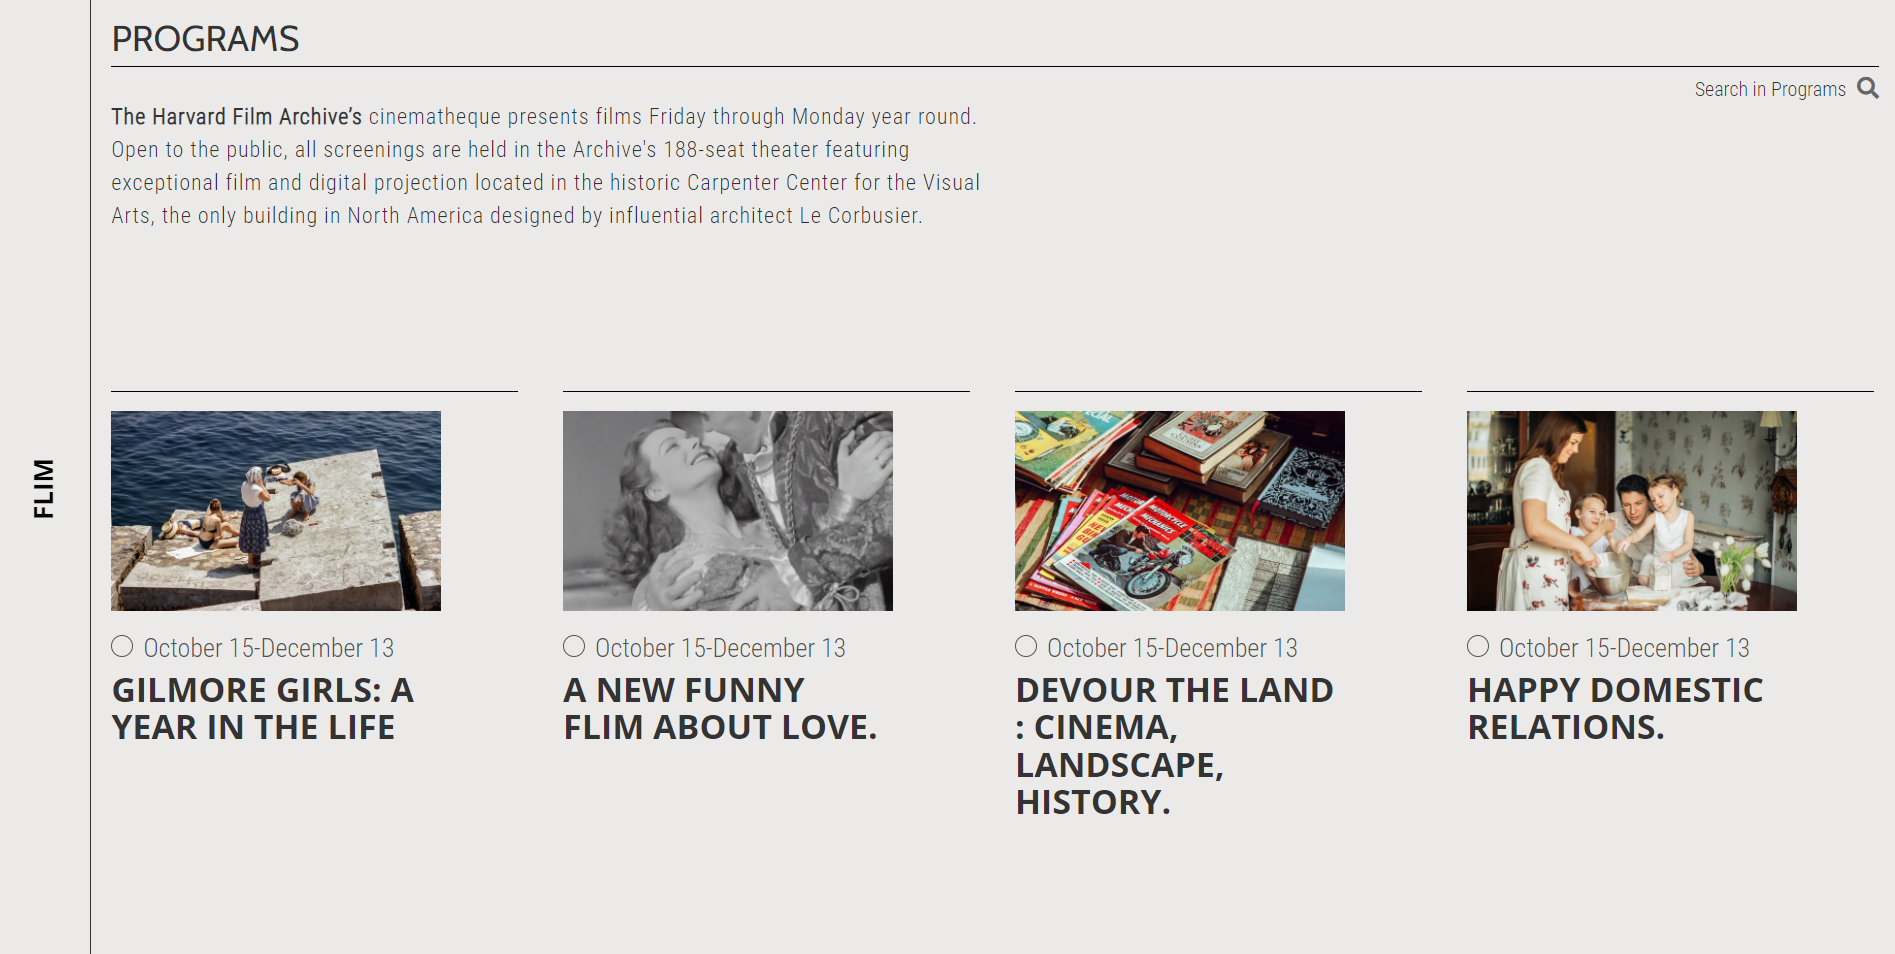 PROGRAMS
Search in Programs
The Harvard Film Archive's cinematheque presents films Friday through Monday year round.
Open to the public, all screenings are held in the Archive's 188-seat theater featuring
exceptional film and digital projection located in the historic Carpenter Center for the Visual
Arts, the only building in North America designed by influential architect Le Corbusier.
FLIM
MOTORCYCLE
MECHANICS
October 15-December 13
GILMORE GIRLS: A
YEAR IN THE LIFE
October 15-December 13
A NEW FUNNY
FLIM ABOUT LOVE.
October 15-December 13
DEVOUR THE LAND
: CINEMA,
LANDSCAPE,
HISTORY.
October 15-December 13
HAPPY DOMESTIC
RELATIONS.